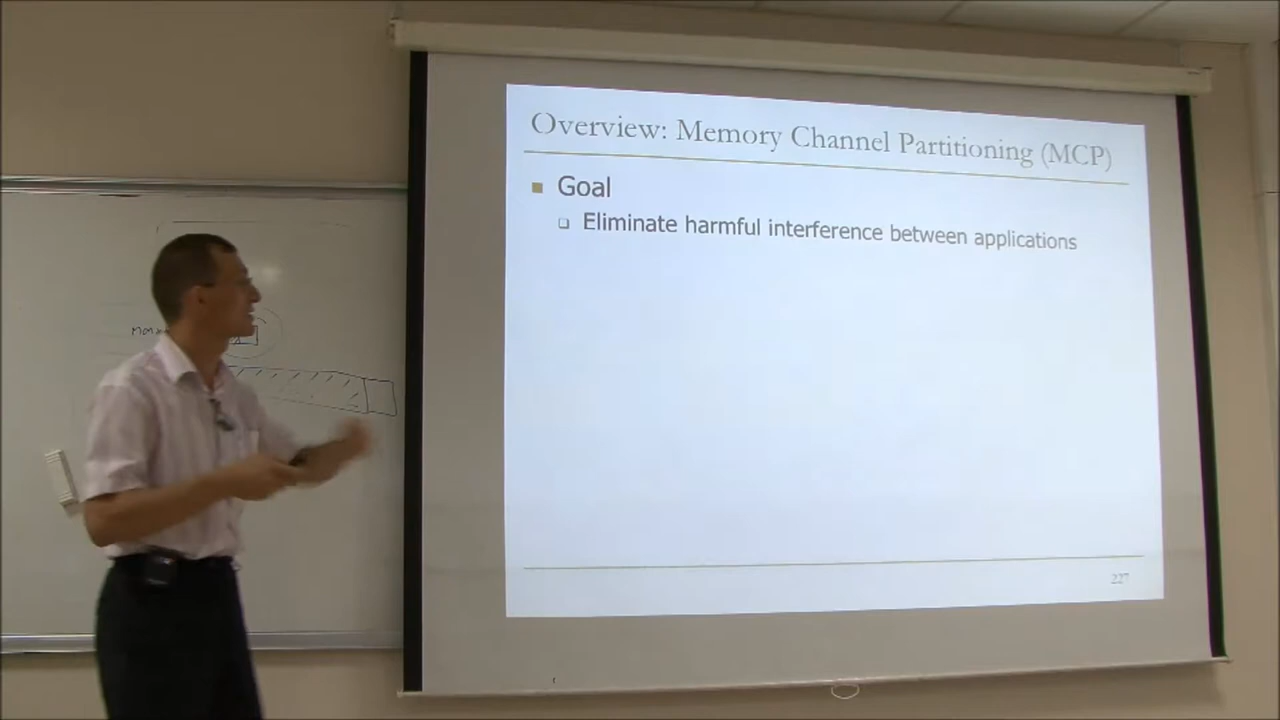 Overview: Memory Channel Partitioning (MCP)
Goal
Eliminate harmful interference between applications
227